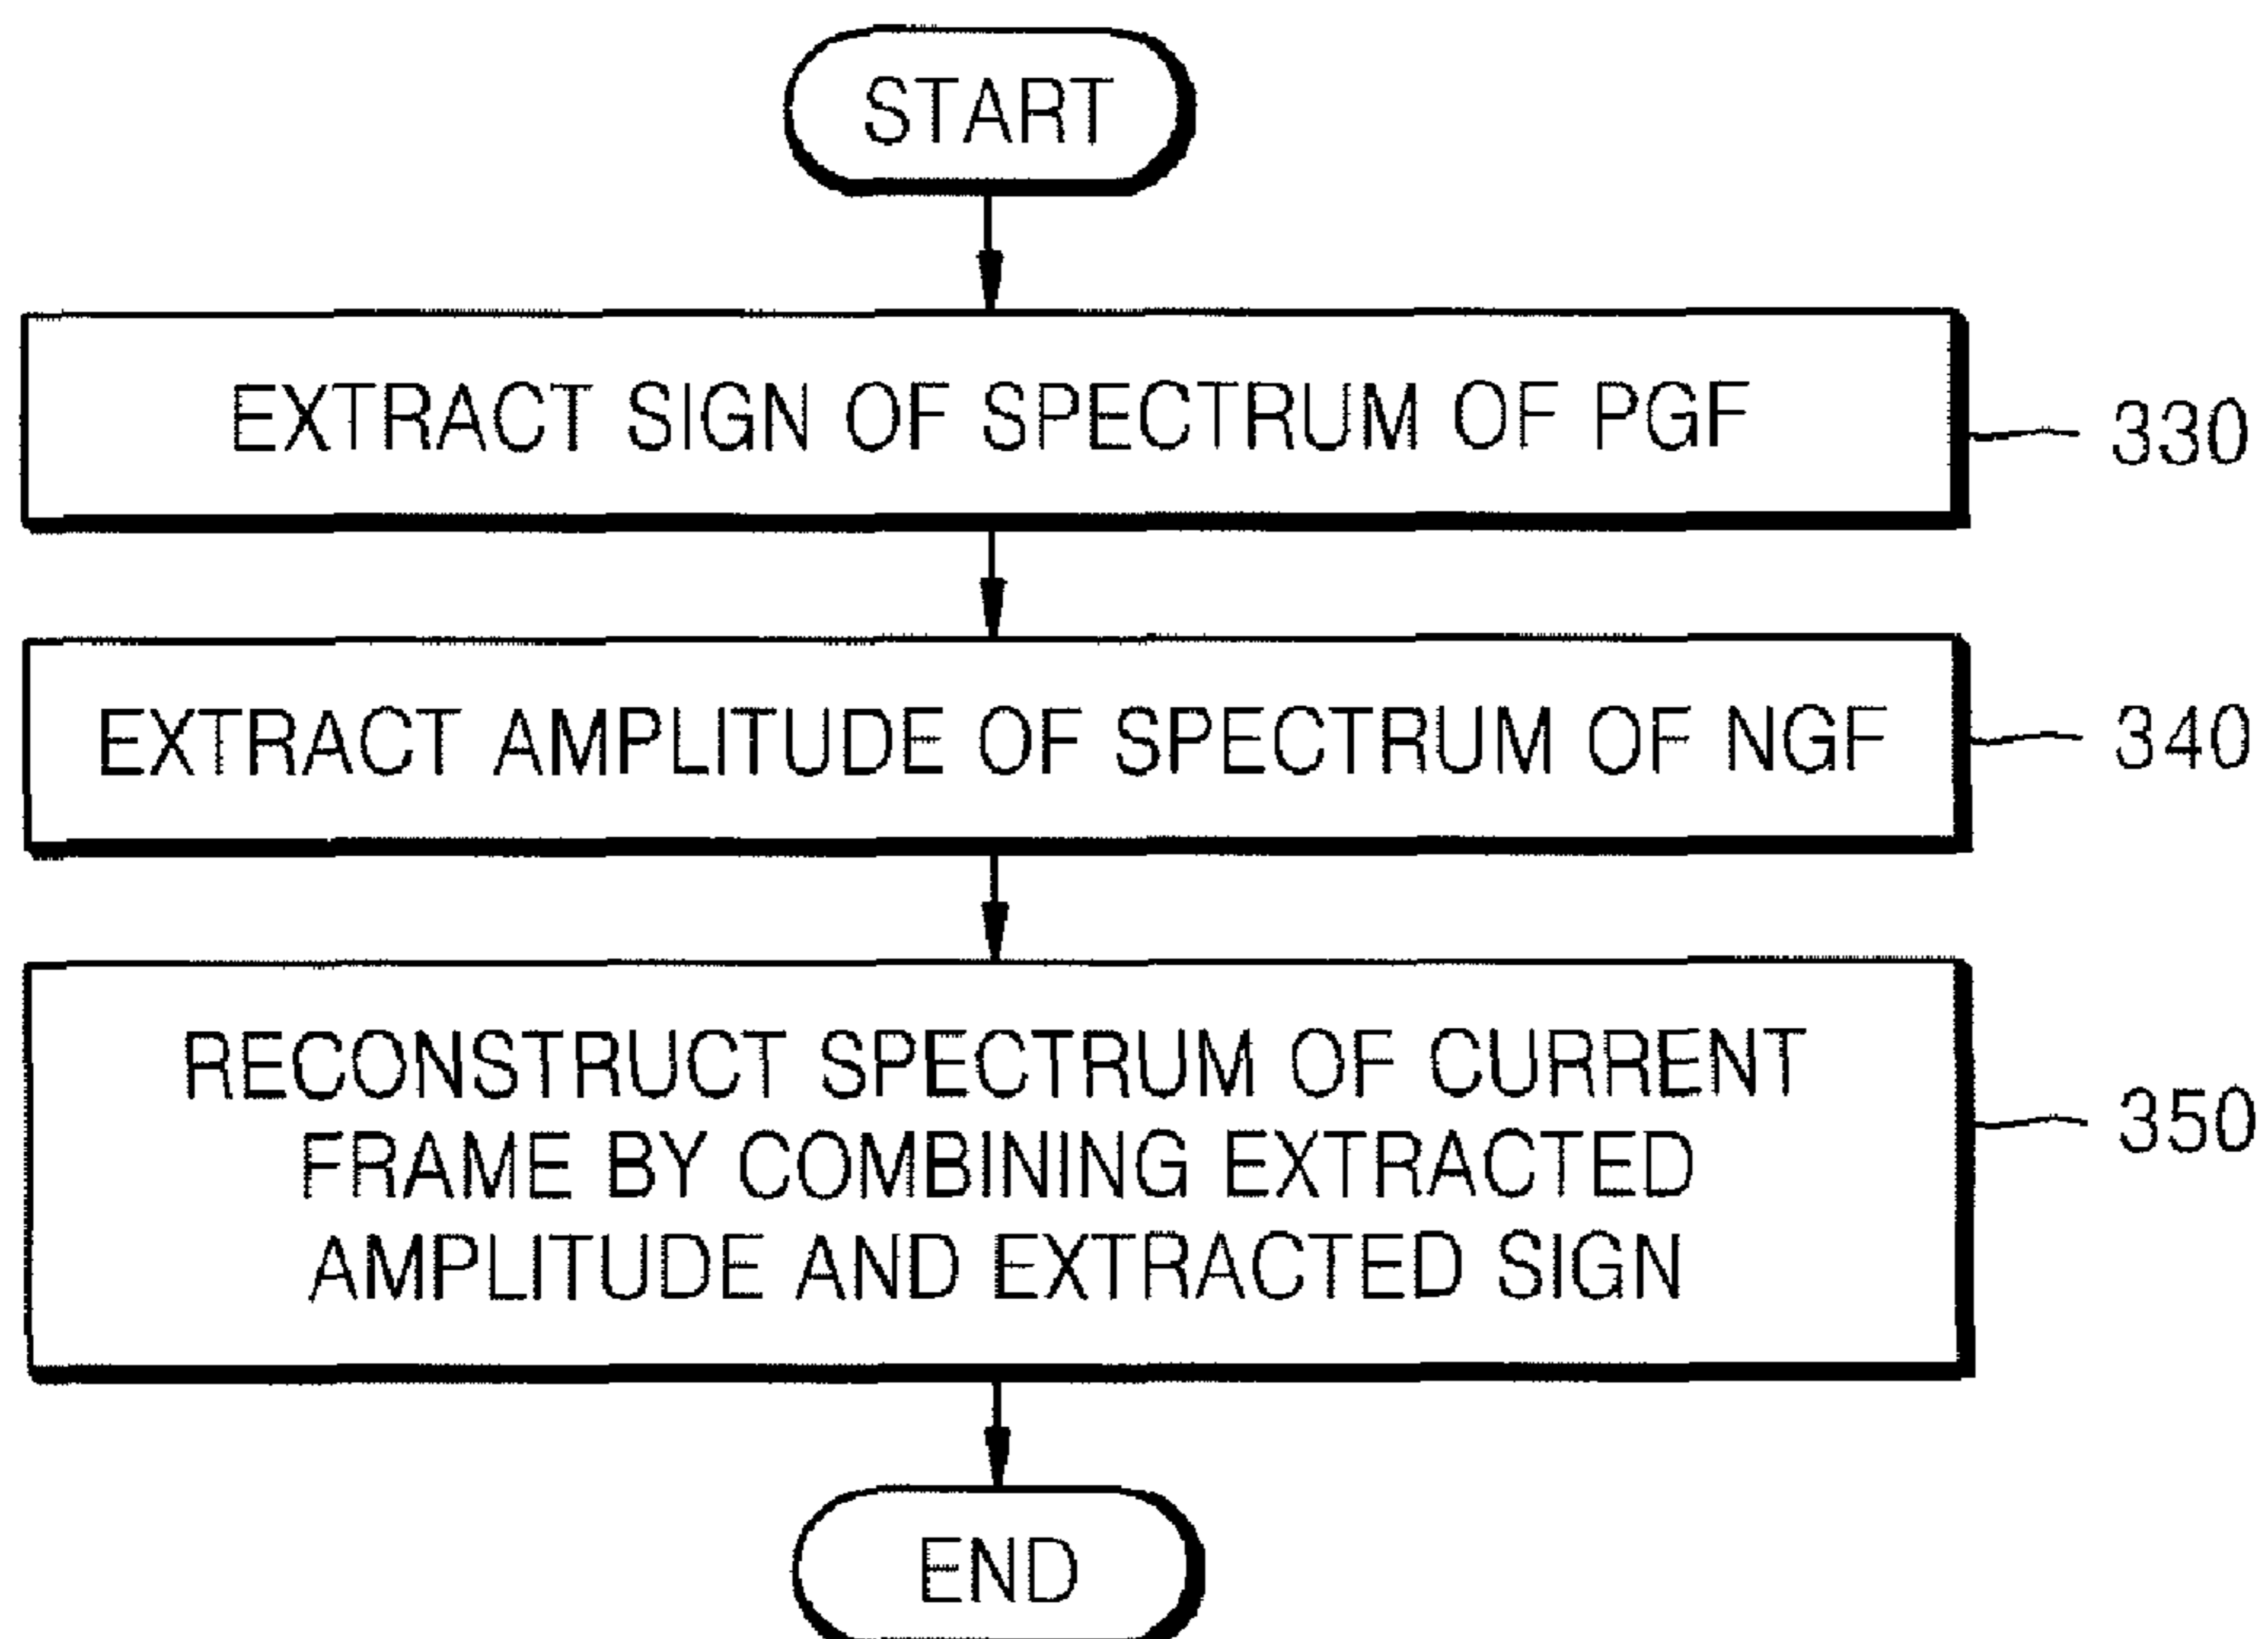 START
EXTRACT SIGN OF SPECTRUM OF PGF
330
EXTRACT AMPLITUDE OF SPECTRUM OF NGF
340
RECONSTRUCT SPECTRUM OF CURRENT
FRAME BY COMBINING EXTRACTED
AMPLITUDE AND EXTRACTED SIGN
350
END